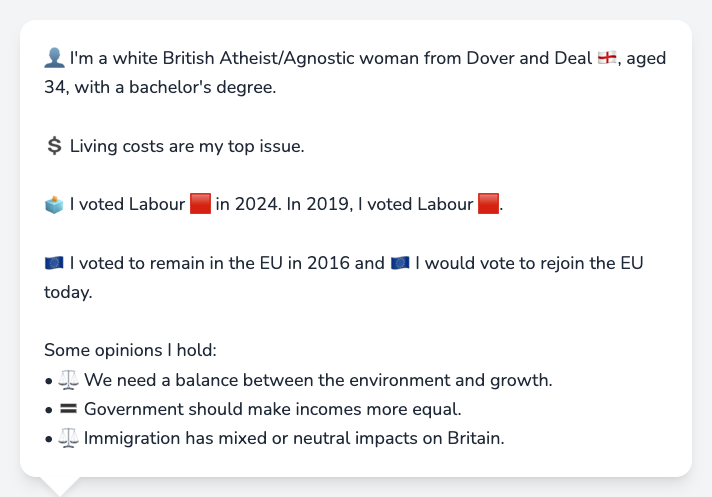 👤 I'm a white British Atheist/Agnostic woman from Dover and Deal 🏴󠁧󠁢󠁥󠁮󠁧󠁿, aged
34, with a bachelor's degree.
💲 Living costs are my top issue.
🗳️ I voted Labour 🟥 in 2024. In 2019, I voted Labour 🟥.
🇪🇺 I voted to remain in the EU in 2016 and 🇪🇺 I would vote to rejoin the EU
today.
Some opinions I hold:
• ⚖️ We need a balance between the environment and growth.
• 🟰 Government should make incomes more equal.
• ⚖️ Immigration has mixed or neutral impacts on Britain.